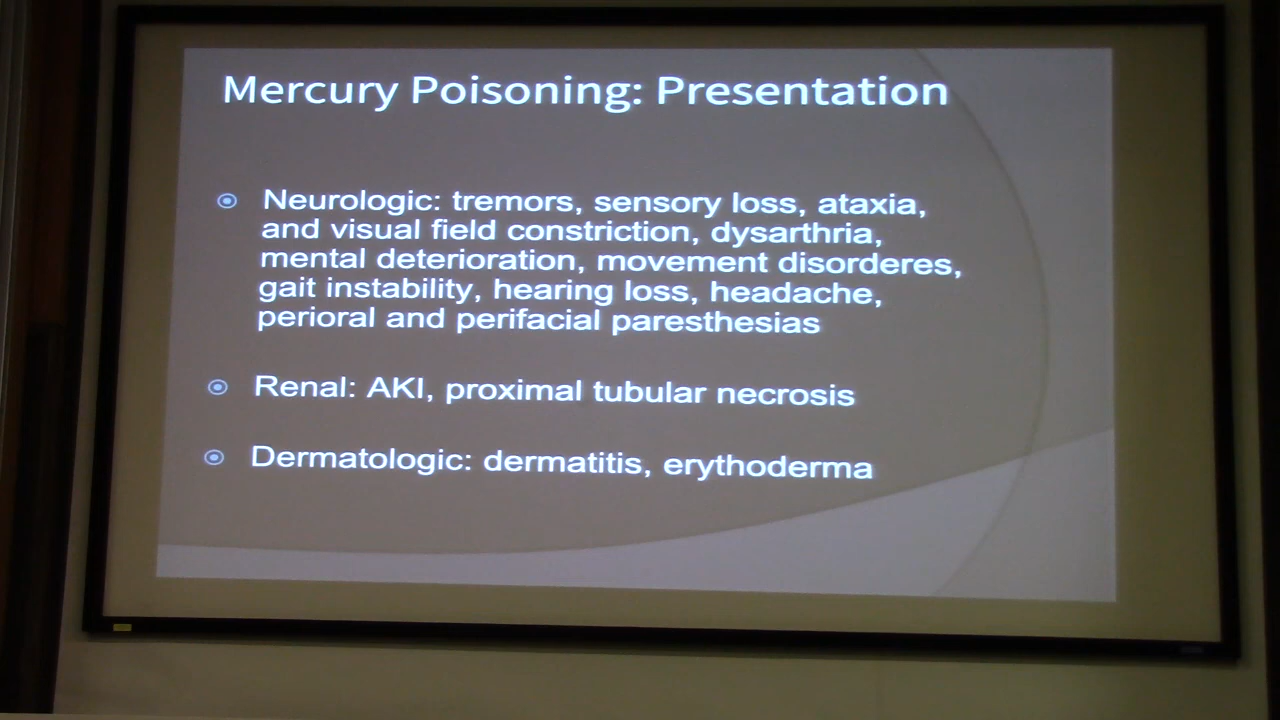 Mercury Poisoning: Presentation
Neurologic: tremors, sensory loss, ataxia,
and visual field constriction, dysarthria,
mental deterioration, movement disorderes,
gait instability, hearing loss, headache,
perioral and perifacial paresthesias
Renal: AKI, proximal tubular necrosis
Dermatologic: dermatitis, erythoderma